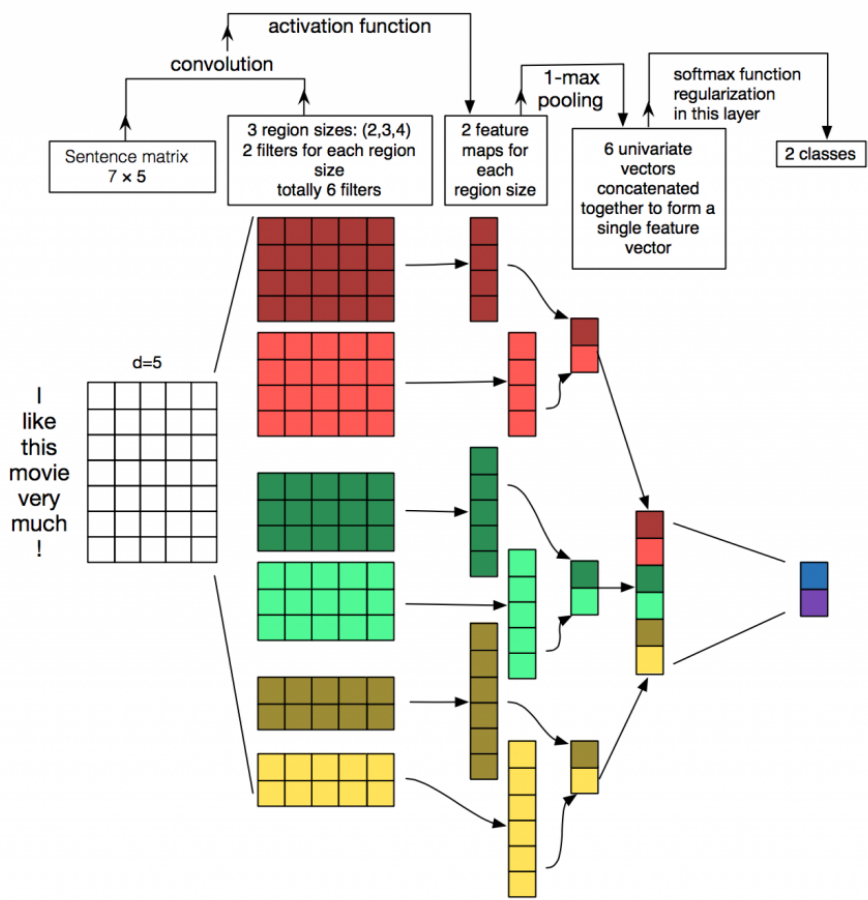 activation function
convolution
1-max
pooling
softmax function
regularization
in this layer
Sentence matrix
7 × 5
3 region sizes: (2,3,4)
2 filters for each region
size
totally 6 filters
2 feature
maps for
each
region size
6 univariate
vectors
concatenated
together to form a
single feature
vector
2 classes
d=5
I
like
this
movie
very
much
!